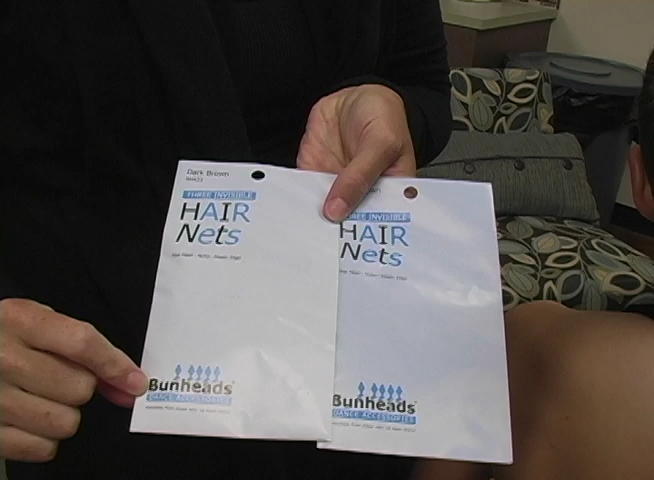 Dark Brown
THREE INVISIBLE
HAIR
Nets
Bunheads
DANCE ACCESSORIES
THREE INVISIBLE
HAIR
Nets
Bunheads
DANCE ACCESSORIES